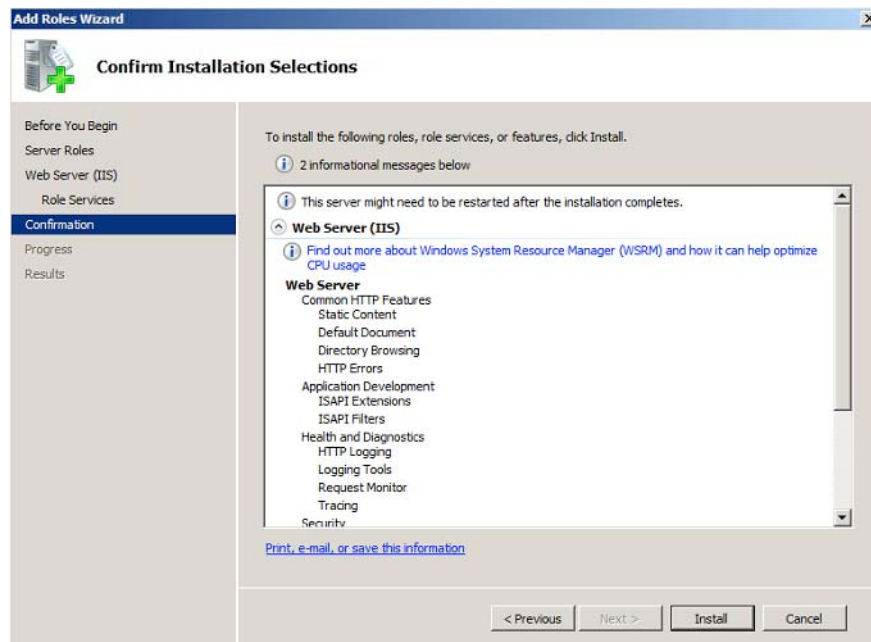 Add Roles Wizard
Confirm Installation Selections
Before You Begin
Server Roles
Web Server (IIS)
Role Services
Confirmation
Progress
Results
To install the following roles, role services, or features, click Install.
2 informational messages below
This server might need to be restarted after the installation completes.
Web Server (IIS)
Find out more about Windows System Resource Manager (WSRM) and how it can help optimize
CPU usage
Web Server
Common HTTP Features
Static Content
Default Document
Directory Browsing
HTTP Errors
Application Development
ISAPI Extensions
ISAPI Filters
Health and Diagnostics
HTTP Logging
Logging Tools
Request Monitor
Tracing
Security
Print, e-mail, or save this information
< Previous
Next >
Install
Cancel